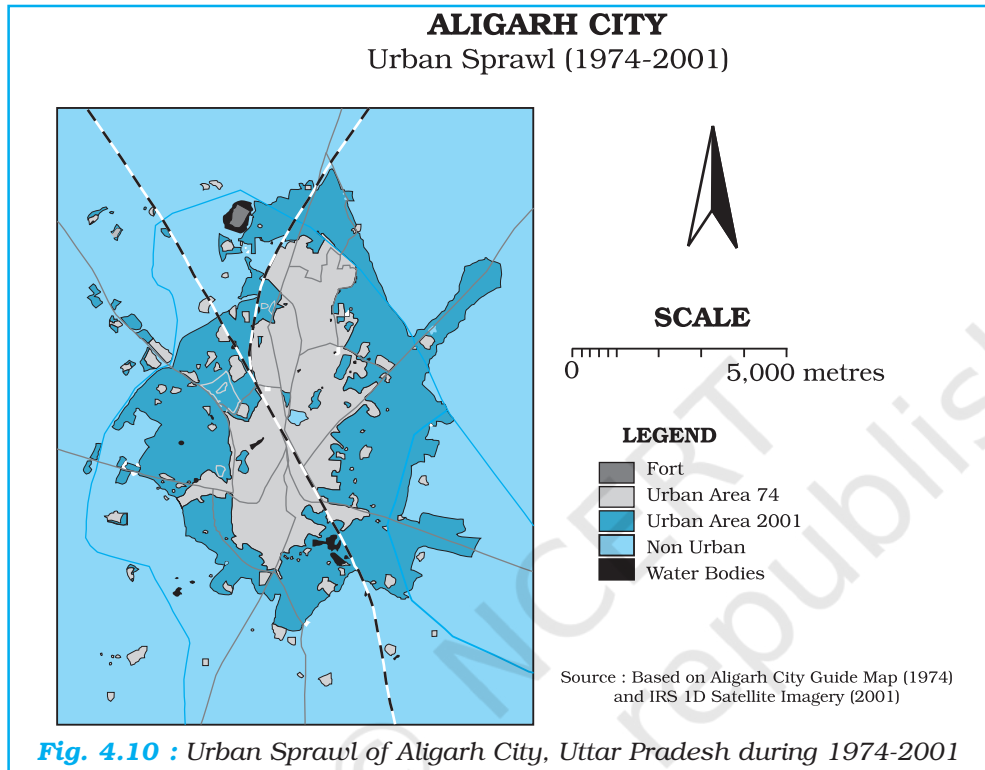 ALIGARH CITY
Urban Sprawl (1974-2001)
SCALE
0 5,000 metres
LEGEND
Fort
Urban Area 74
Urban Area 2001
Non Urban
Water Bodies
© NCERT
republish
Source : Based on Aligarh City Guide Map (1974)
and IRS 1D Satellite Imagery (2001)
Fig. 4.10 : Urban Sprawl of Aligarh City, Uttar Pradesh during 1974-2001